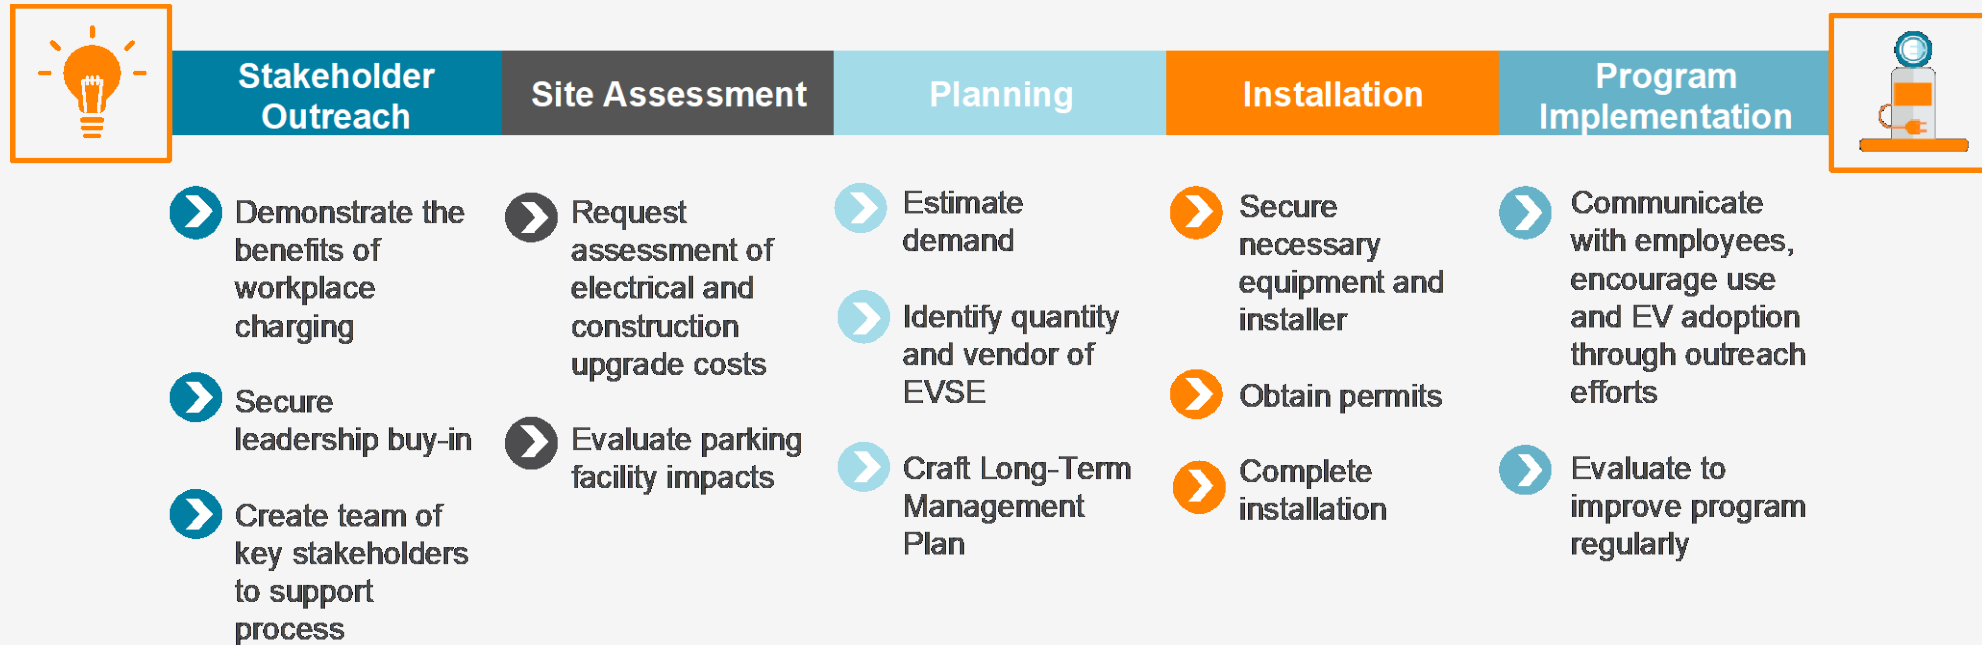 Stakeholder
Outreach
Site Assessment
Planning
Installation
Program
Implementation
Demonstrate the
benefits of
workplace
charging
Secure
leadership buy-in
Create team of
key stakeholders
to support
process
Request
assessment of
electrical and
construction
upgrade costs
Evaluate parking
facility impacts
Estimate
demand
Identify quantity
and vendor of
EVSE
Craft Long-Term
Management
Plan
Secure
necessary
equipment and
installer
Obtain permits
Complete
installation
Communicate
with employees,
encourage use
and EV adoption
through outreach
efforts
Evaluate to
improve program
regularly